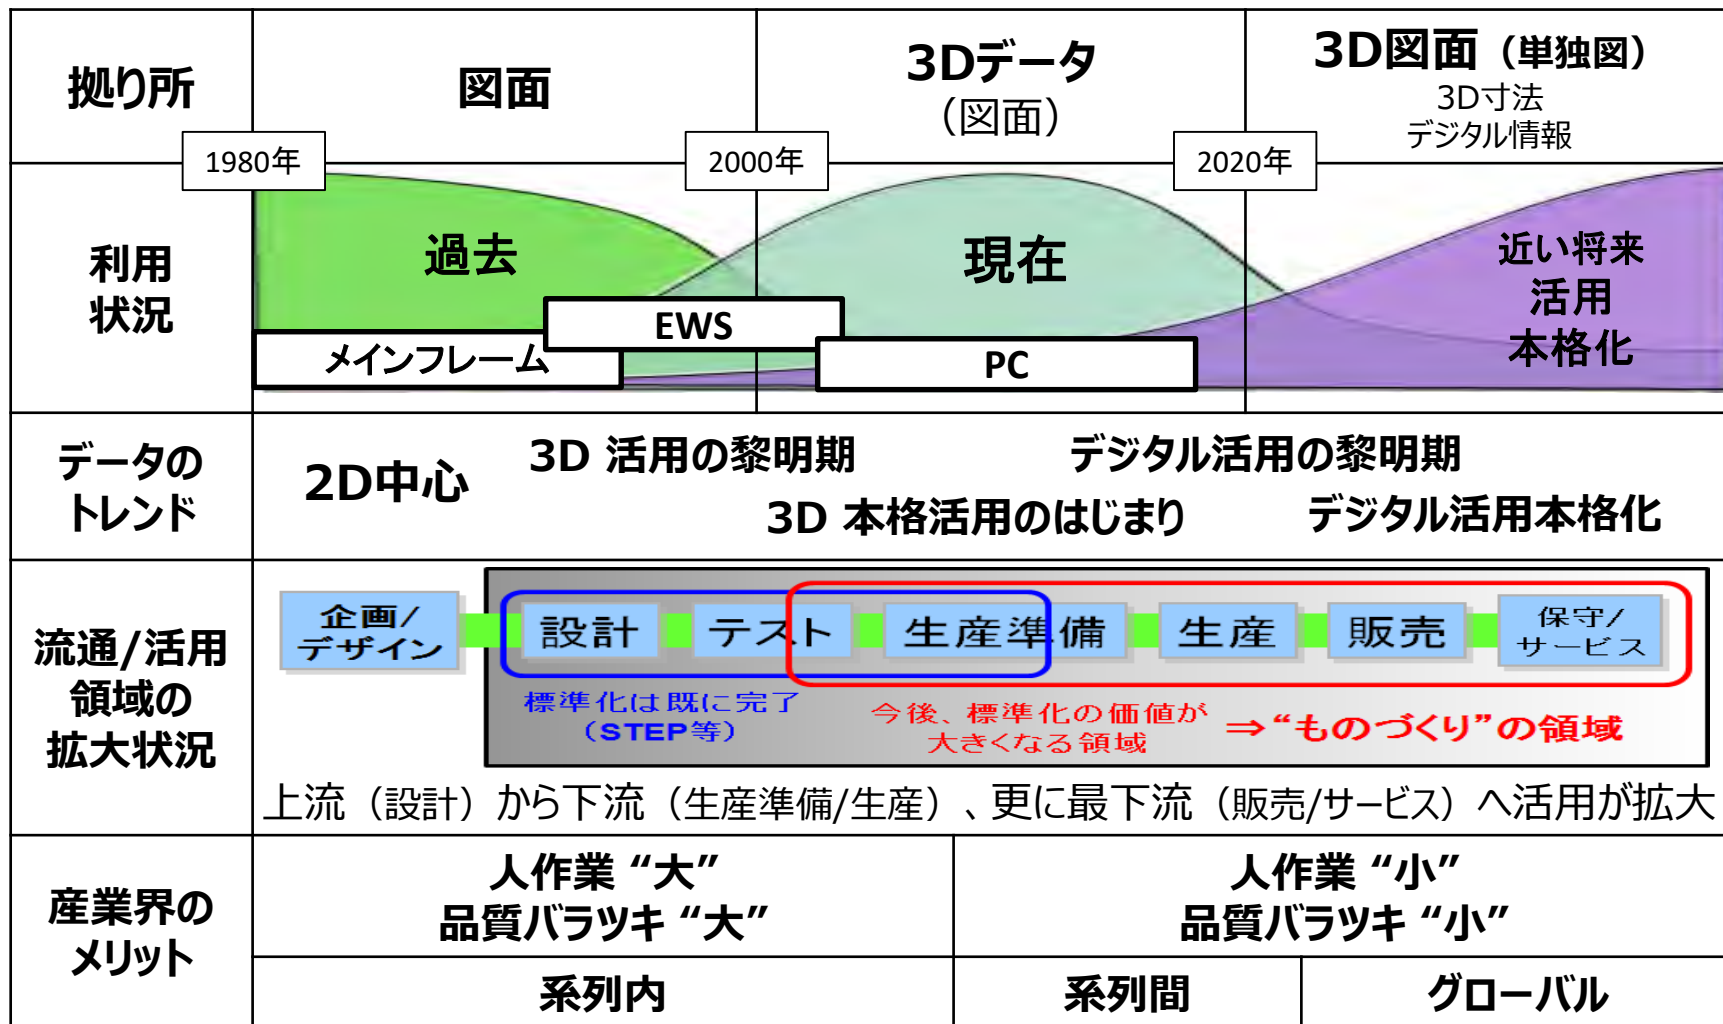 拠り所
図面
3Dデータ
（図面）
3D図面（単独図）
3D寸法
デジタル情報
1980年
2000年
2020年
利用
状況
過去
現在
近い将来
活用
本格化
EWS
メインフレーム
PC
データの
トレンド
2D中心
3D 活用の黎明期
デジタル活用の黎明期
3D 本格活用のはじまり
デジタル活用本格化
流通/活用
領域の
拡大状況
企画/
デザイン
設計
テスト
生産準備
生産
販売
保守/
サービス
標準化は既に完了
（STEP等）
今後、標準化の価値が
大きくなる領域
⇒“ものづくり”の領域
上流（設計）から下流（生産準備/生産）、更に最下流（販売/サービス）へ活用が拡大
産業界の
メリット
人作業 “大”
品質バラツキ “大”
人作業 “小”
品質バラツキ “小”
系列内
系列間
グローバル